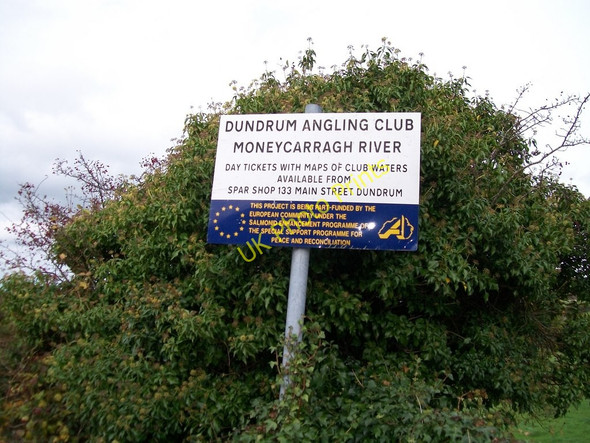 DUNDRUM ANGLING CLUB
MONEYCARRAGH RIVER
DAY TICKETS WITH MAPS OF CLUB WATERS
AVAILABLE FROM
SPAR SHOP 133 MAIN STREET DUNDRUM
THIS PROJECT IS BEING PART-FUNDED BY THE
EUROPEAN COMMUNITY UNDER THE
SALMONID ENHANCEMENT PROGRAMME OF
THE SPECIAL SUPPORT PROGRAMME FOR
PEACE AND RECONCILIATION